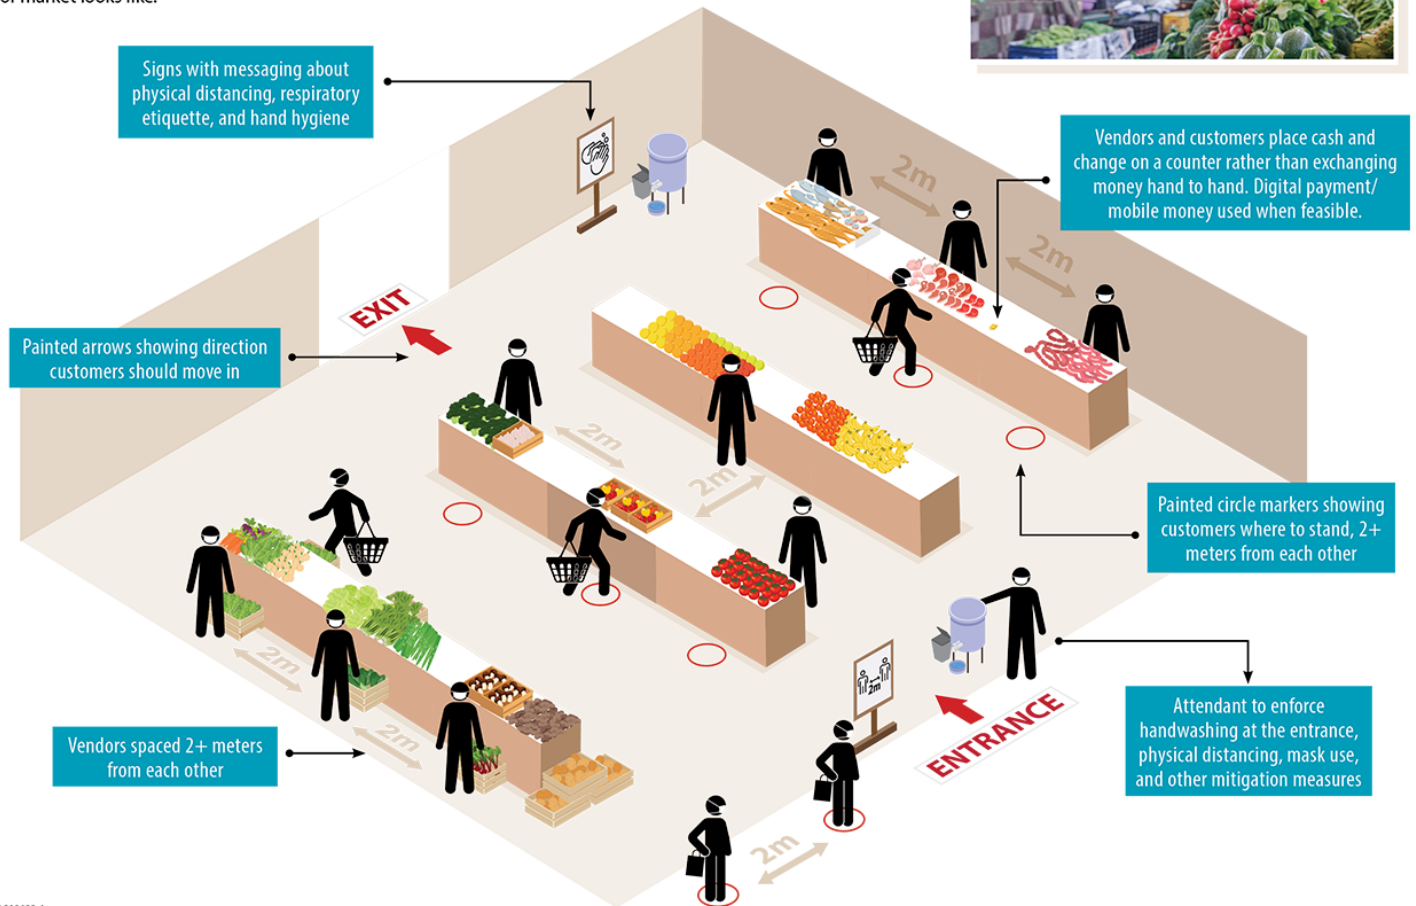 or market looks like.
Signs with messaging about
physical distancing, respiratory
etiquette, and hand hygiene
Vendors and customers place cash and
change on a counter rather than exchanging
money hand to hand. Digital payment/
mobile money used when feasible.
2m
2m
EXIT
Painted arrows showing direction
customers should move in
2m
2m
Painted circle markers showing
customers where to stand, 2+
meters from each other
2m
2m
2m
ENTRANCE
Attendant to enforce
handwashing at the entrance,
physical distancing, mask use,
and other mitigation measures
Vendors spaced 2+ meters
from each other
2m